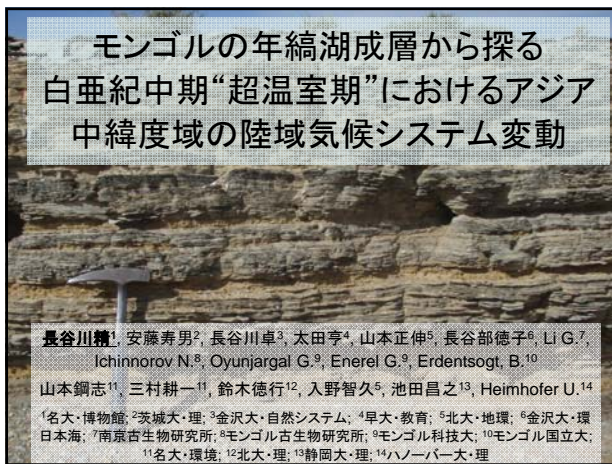 モンゴルの年縞湖成層から探る
白亜紀中期“超温室期”におけるアジア
中緯度域の陸域気候システム変動
長谷川精¹, 安藤寿男², 長谷川卓³, 太田亨⁴, 山本正伸⁵, 長谷部徳子⁶, Li G.⁷,
Ichinnorov N.⁸, Oyunjargal G.⁹, Enerel G.⁹, Erdentsogt, B.¹⁰
山本鋼志¹¹, 三村耕一¹¹, 鈴木徳行¹², 入野智久⁵, 池田昌之¹³, Heimhofer U.¹⁴
¹名大・博物館; ²茨城大・理; ³金沢大・自然システム; ⁴早大・教育; ⁵北大・地環; ⁶金沢大・環
日本海; ⁷南京古生物研究所; ⁸モンゴル古生物研究所; ⁹モンゴル科技大; ¹⁰モンゴル国立大;
¹¹名大・環境; ¹²北大・理; ¹³静岡大・理; ¹⁴ハノーバー大・理